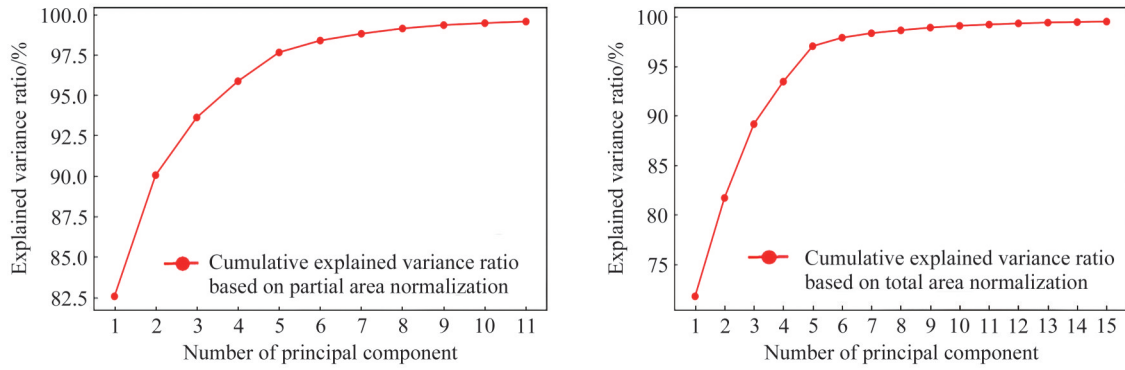 Explained variance ratio/%
100.0
97.5
95.0
92.5
90.0
87.5
85.0
82.5
Cumulative explained variance ratio
based on partial area normalization
1 2 3 4 5 6 7 8 9 10 11
Number of principal component
Explained variance ratio/%
100
95
90
85
80
75
Cumulative explained variance ratio
based on total area normalization
1 2 3 4 5 6 7 8 9 10 11 12 13 14 15
Number of principal component